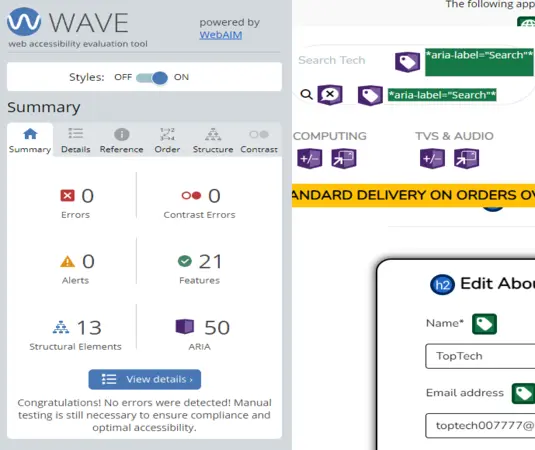 WAVE
web accessibility evaluation tool
powered by
WebAIM
Styles: OFF ON
Summary
Summary Details Reference Order Structure Contrast
0
Errors
0
Contrast Errors
0
Alerts
21
Features
13
Structural Elements
50
ARIA
View details ›
Congratulations! No errors were detected! Manual
testing is still necessary to ensure compliance and
optimal accessibility.
The following app
Search Tech
*aria-label="Search"*
*aria-label="Search"*
COMPUTING TVS & AUDIO
+/- +/-
ANDARD DELIVERY ON ORDERS OV
h2 Edit Abou
Name*
TopTech
Email address
toptech007777@